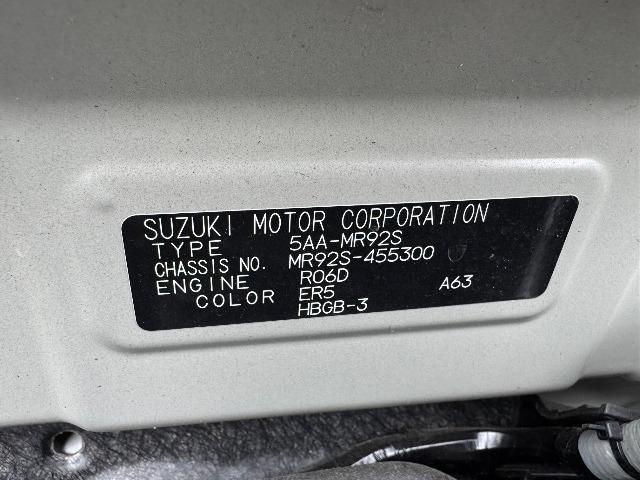 SUZUKI MOTOR CORPORATION
TYPE 5AA-MR92S
CHASSIS NO. MR92S-455300
ENGINE R06D
COLOR ER5 A63
HBGB-3